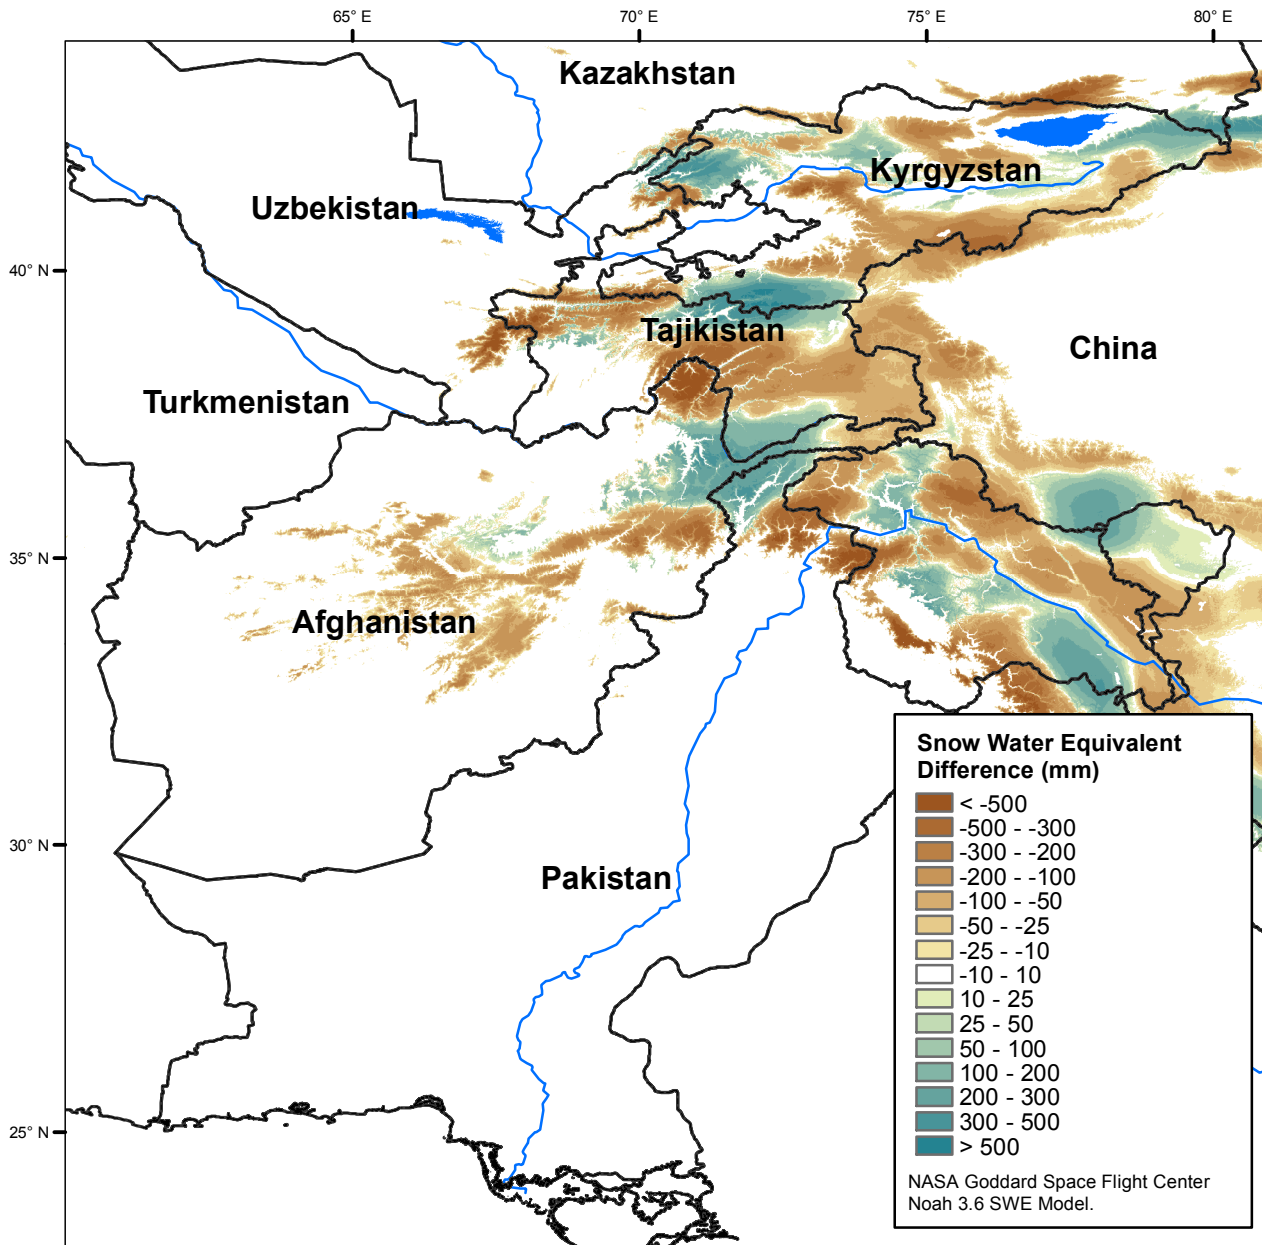 65° E
70° E
75° E
80° E
Kazakhstan
Kyrgyzstan
Uzbekistan
40° N
Tajikistan
China
Turkmenistan
35° N
Afghanistan
Snow Water Equivalent
Difference (mm)
< -500
-500 - -300
-300 - -200
-200 - -100
-100 - -50
-50 - -25
-25 - -10
-10 - 10
10 - 25
25 - 50
50 - 100
100 - 200
200 - 300
300 - 500
> 500
NASA Goddard Space Flight Center
Noah 3.6 SWE Model.
30° N
Pakistan
25° N